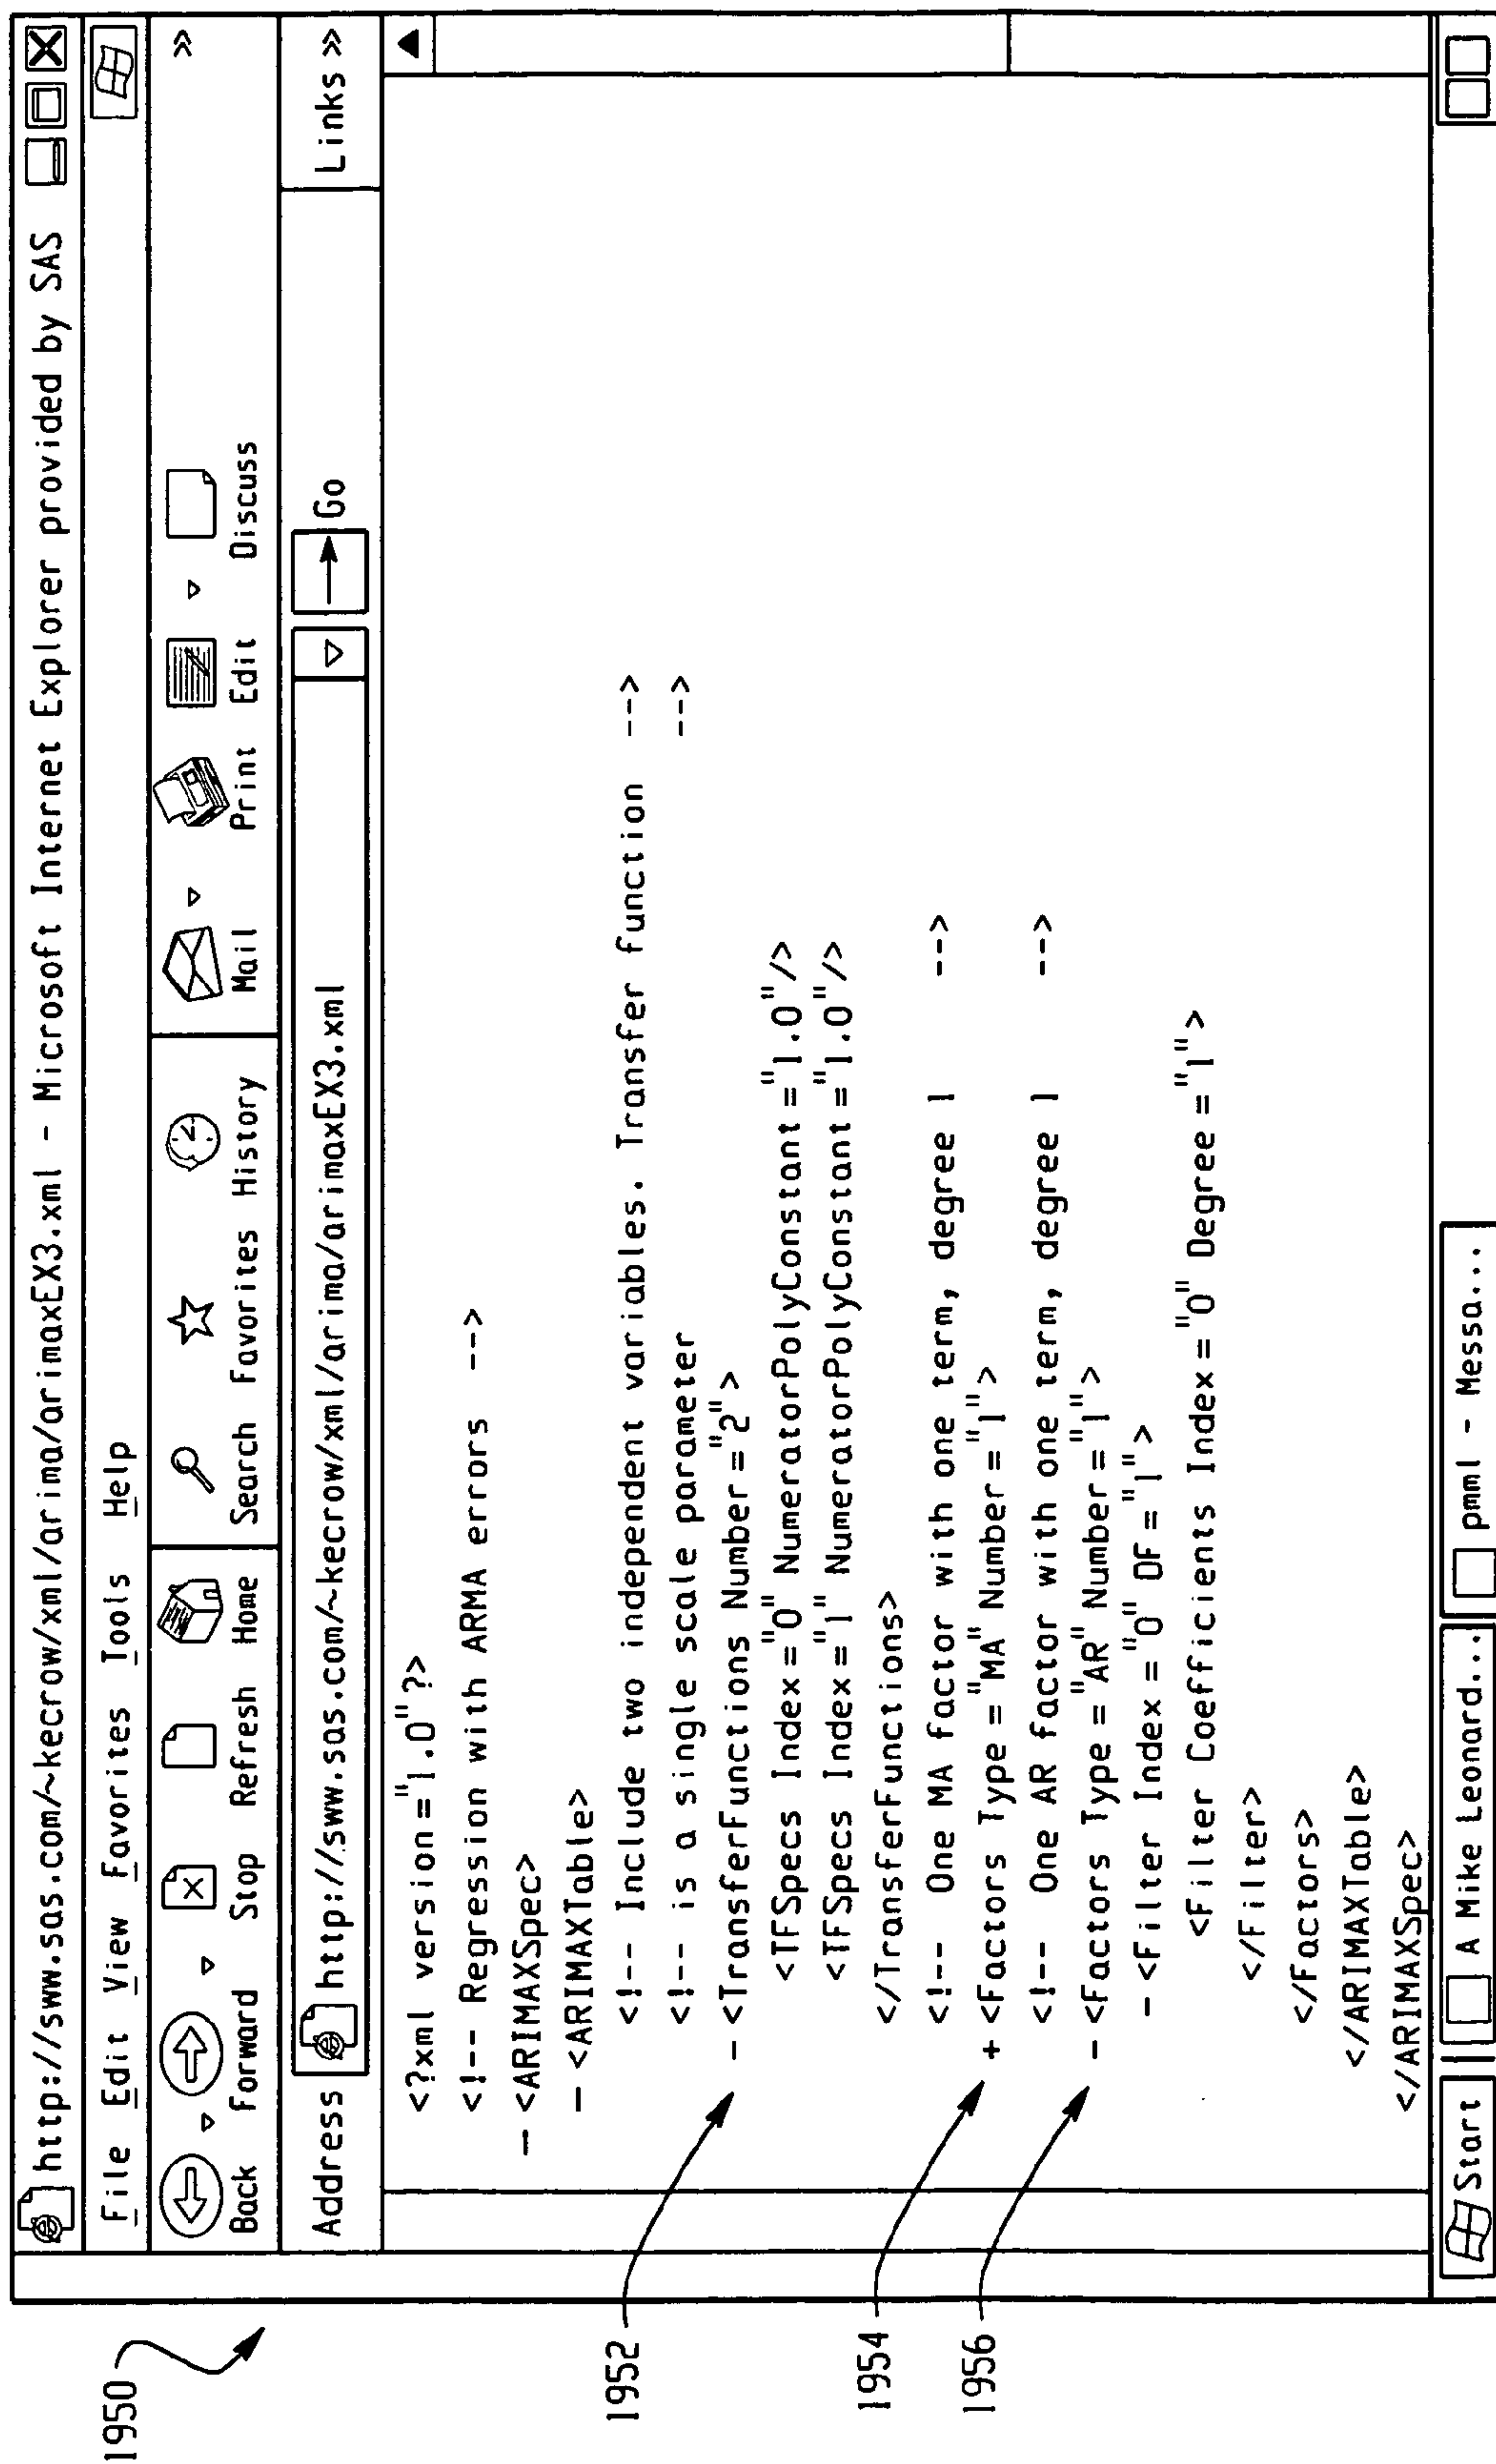 1950
http://sww.sas.com/~kecrow/xml/arima/arimaxEX3.xml - Microsoft Internet Explorer provided by SAS
File Edit View Favorites Tools Help
Back Forward Stop Refresh Home Search Favorites History Mail Print Edit Discuss »
Address http://sww.sas.com/~kecrow/xml/arima/arimaxEX3.xml Go Links »
<?xml version="1.0"?>
<!-- Regression with ARMA errors -->
- <ARIMAXSpec>
- <ARIMAXTable>
<!-- Include two independent variables. Transfer function -->
<!-- is a single scale parameter -->
1952
- <TransferFunctions Number="2">
<TFSpecs Index="0" NumeratorPolyConstant="1.0"/>
<TFSpecs Index="1" NumeratorPolyConstant="1.0"/>
</TransferFunctions>
<!-- One MA factor with one term, degree 1 -->
1954
+ <Factors Type="MA" Number="1">
<!-- One AR factor with one term, degree 1 -->
1956
- <Factors Type="AR" Number="1">
- <Filter Index="0" DF="1">
<Filter Coefficients Index="0" Degree="1">
</Filter>
</Factors>
</ARIMAXTable>
</ARIMAXSpec>
Start A Mike Leonard... pmml - Messa...